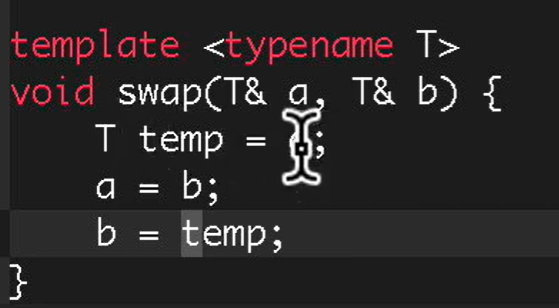 template <typename T>
void swap(T& a, T& b) {
T temp = ;
a = b;
b = temp;
}